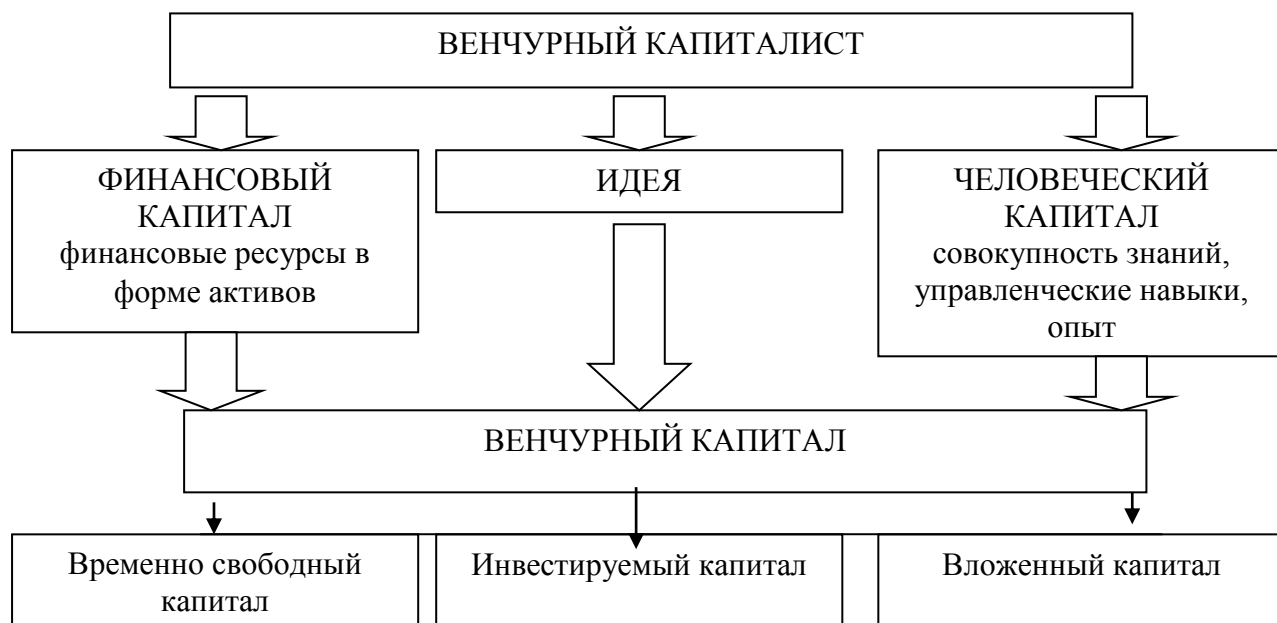 ВЕНЧУРНЫЙ КАПИТАЛИСТ
ФИНАНСОВЫЙ
КАПИТАЛ
финансовые ресурсы в
форме активов
ИДЕЯ
ЧЕЛОВЕЧЕСКИЙ
КАПИТАЛ
совокупность знаний,
управленческие навыки,
опыт
ВЕНЧУРНЫЙ КАПИТАЛ
Временно свободный
капитал
Инвестируемый капитал
Вложенный капитал